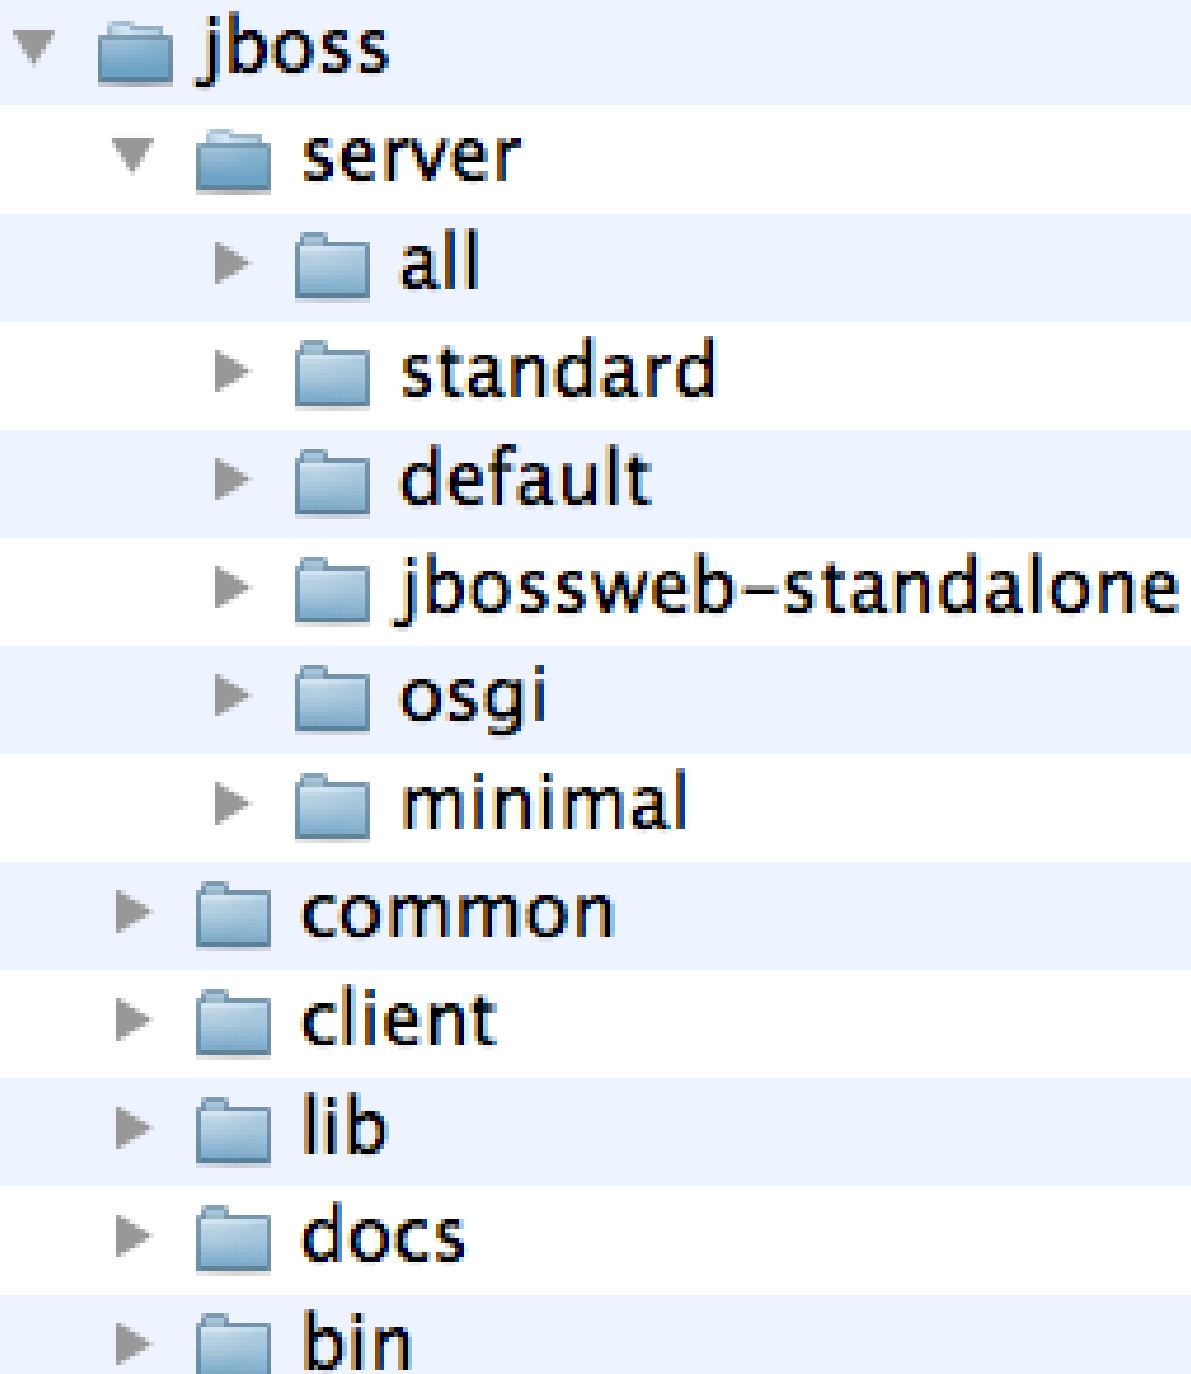 jboss
server
all
standard
default
jbossweb-standalone
osgi
minimal
common
client
lib
docs
bin